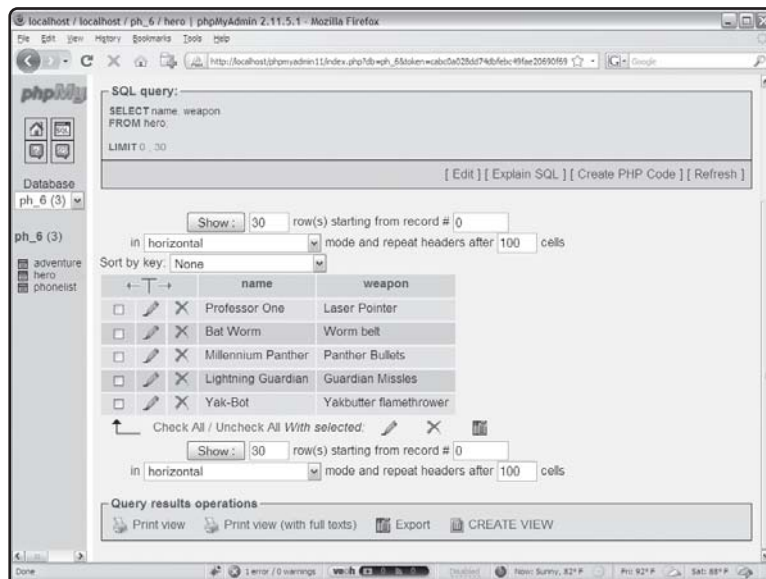 localhost / localhost / ph_6 / hero | phpMyAdmin 2.11.5.1 - Mozilla Firefox
File Edit View History Bookmarks Tools Help
Google
phpMy
SQL query:
SELECT name, weapon
FROM hero;
LIMIT 0 , 30
[ Edit ] [ Explain SQL ] [ Create PHP Code ] [ Refresh ]
Database
ph_6 (3)
ph_6 (3)
adventure
hero
phonelist
Show : 30 row(s) starting from record # 0
in horizontal mode and repeat headers after 100 cells
Sort by key: None
←T→ name weapon
Professor One Laser Pointer
Bat Worm Worm belt
Millennium Panther Panther Bullets
Lightning Guardian Guardian Missles
Yak-Bot Yakbutter flamethrower
Check All / Uncheck All With selected:
Show : 30 row(s) starting from record # 0
in horizontal mode and repeat headers after 100 cells
Query results operations
Print view Print view (with full texts) Export CREATE VIEW
Done 1 error / 0 warnings Disabled Now: Sunny, 82° F Fri: 92° F Sat: 88° F